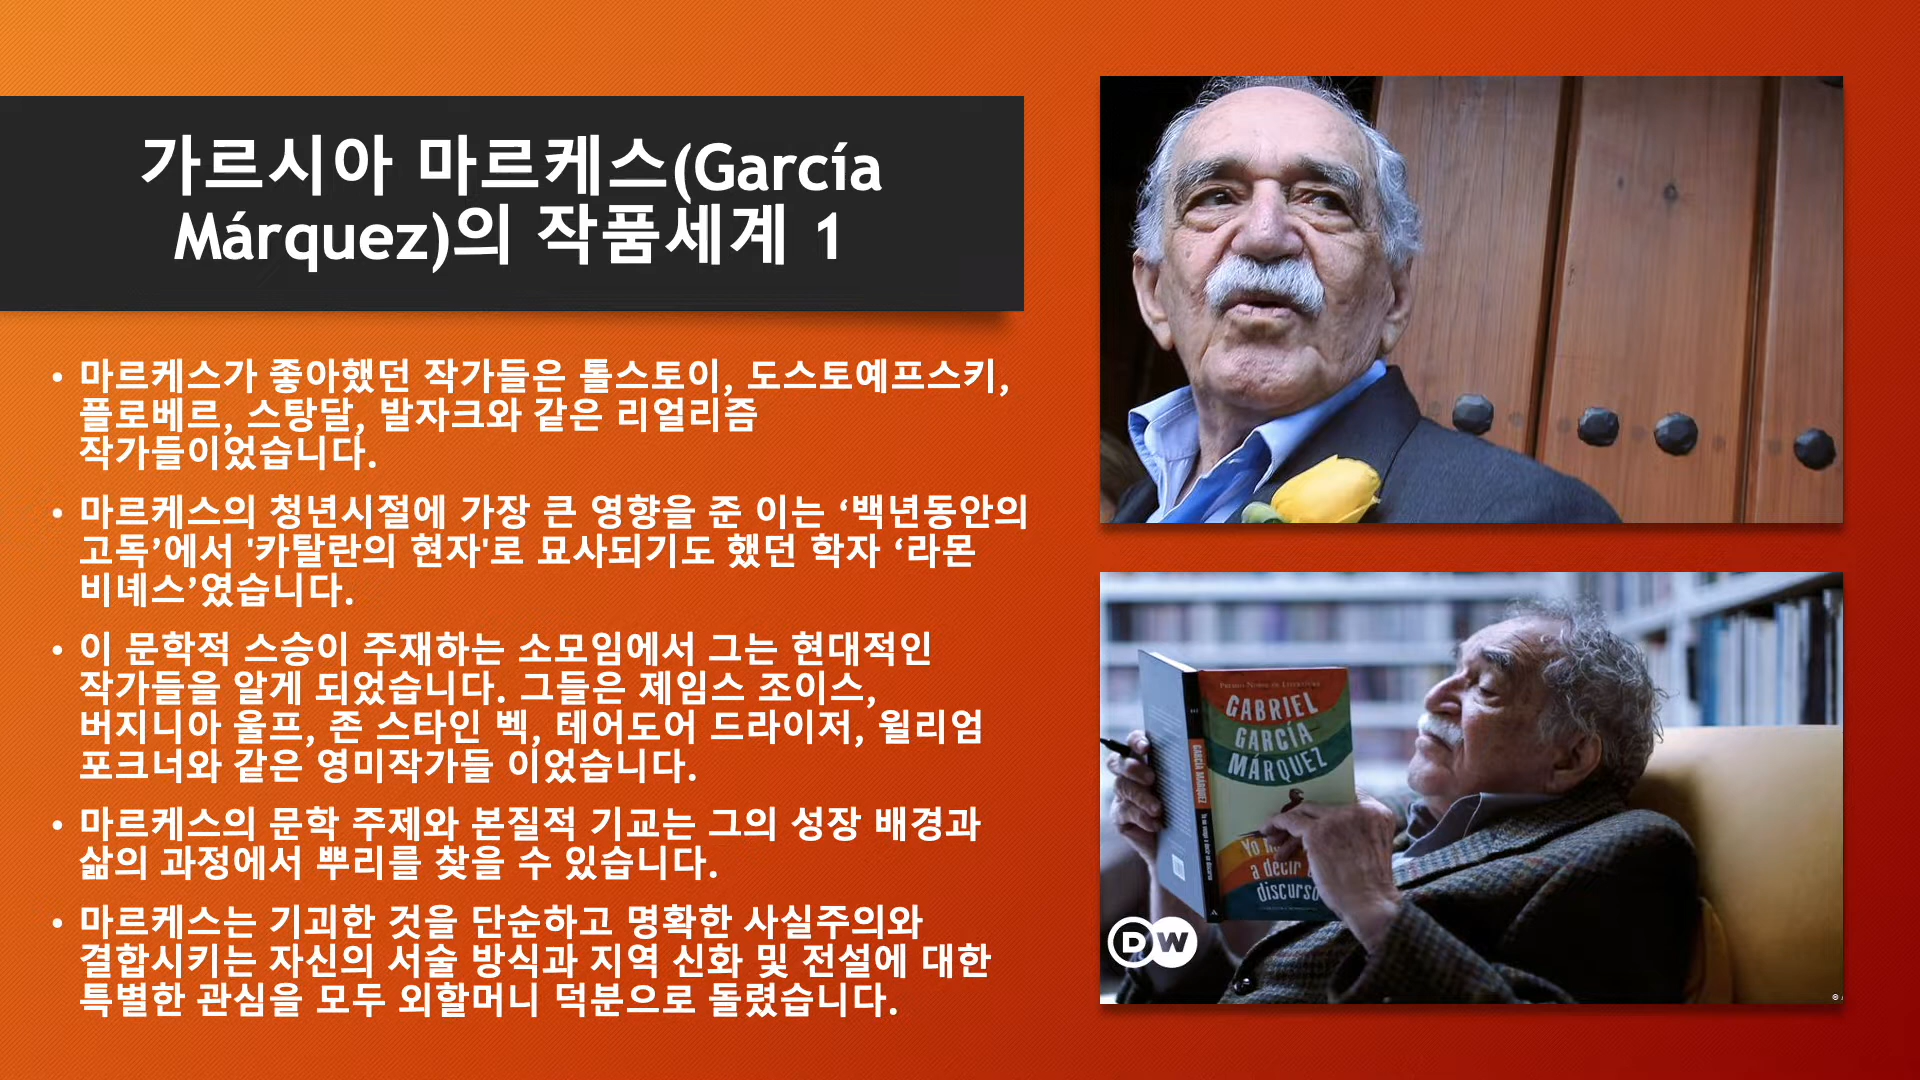 가르시아 마르케스(García
Márquez)의 작품세계 1
• 마르케스가 좋아했던 작가들은 톨스토이, 도스토예프스키,
플로베르, 스탕달, 발자크와 같은 리얼리즘
작가들이었습니다.
• 마르케스의 청년시절에 가장 큰 영향을 준 이는 ‘백년동안의
고독’에서 '카탈란의 현자'로 묘사되기도 했던 학자 ‘라몬
비녜스’였습니다.
• 이 문학적 스승이 주재하는 소모임에서 그는 현대적인
작가들을 알게 되었습니다. 그들은 제임스 조이스,
버지니아 울프, 존 스타인 벡, 테어도어 드라이저, 윌리엄
포크너와 같은 영미작가들 이었습니다.
• 마르케스의 문학 주제와 본질적 기교는 그의 성장 배경과
삶의 과정에서 뿌리를 찾을 수 있습니다.
• 마르케스는 기괴한 것을 단순하고 명확한 사실주의와
결합시키는 자신의 서술 방식과 지역 신화 및 전설에 대한
특별한 관심을 모두 외할머니 덕분으로 돌렸습니다.
PREMIO NOBEL DE LITERATURA
GABRIEL
GARCÍA
MÁRQUEZ
GARCÍA MÁRQUEZ
Yo
a decir
discurso
DW
©